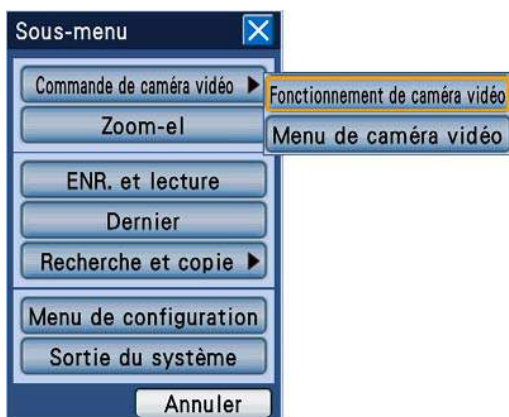 Sous-menu
Commande de caméra vidéo
Fonctionnement de caméra vidéo
Zoom-el
Menu de caméra vidéo
ENR. et lecture
Dernier
Recherche et copie
Menu de configuration
Sortie du système
Annuler